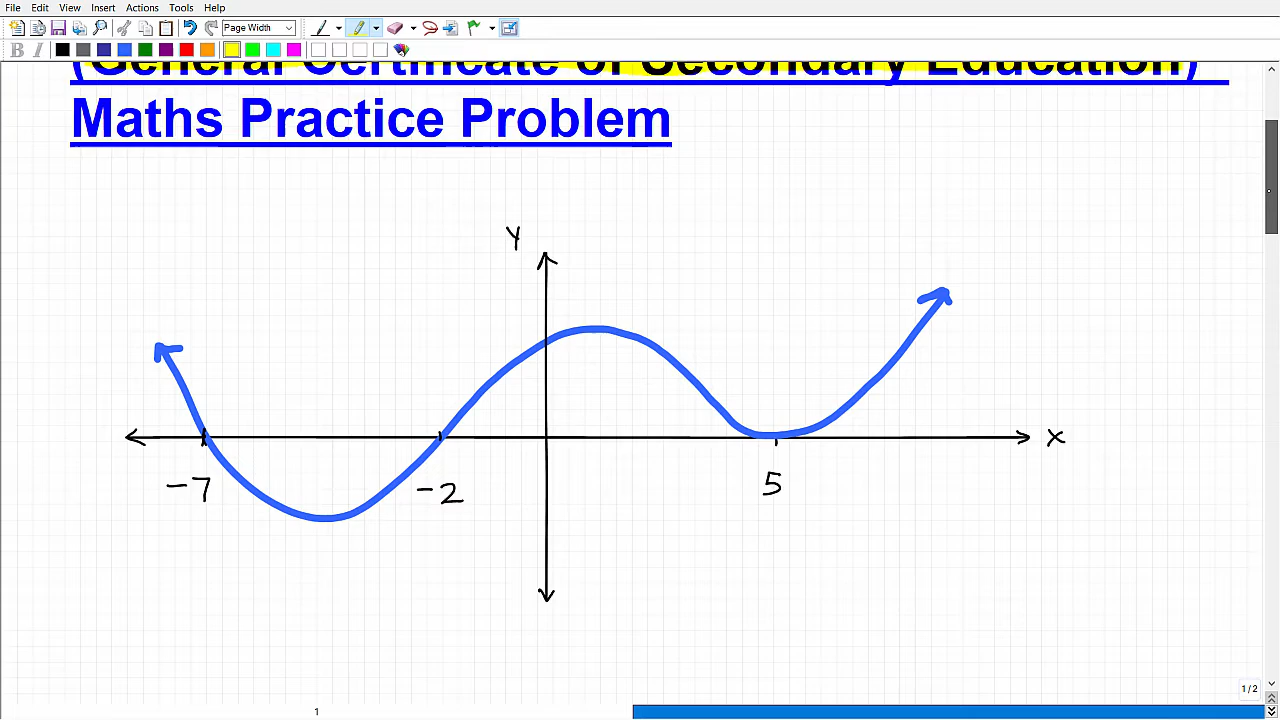 File Edit View Insert Actions Tools Help
Page Width
B I
(General Certificate of Secondary Education)
Maths Practice Problem
Y
X
-7 -2 5
1/2
1